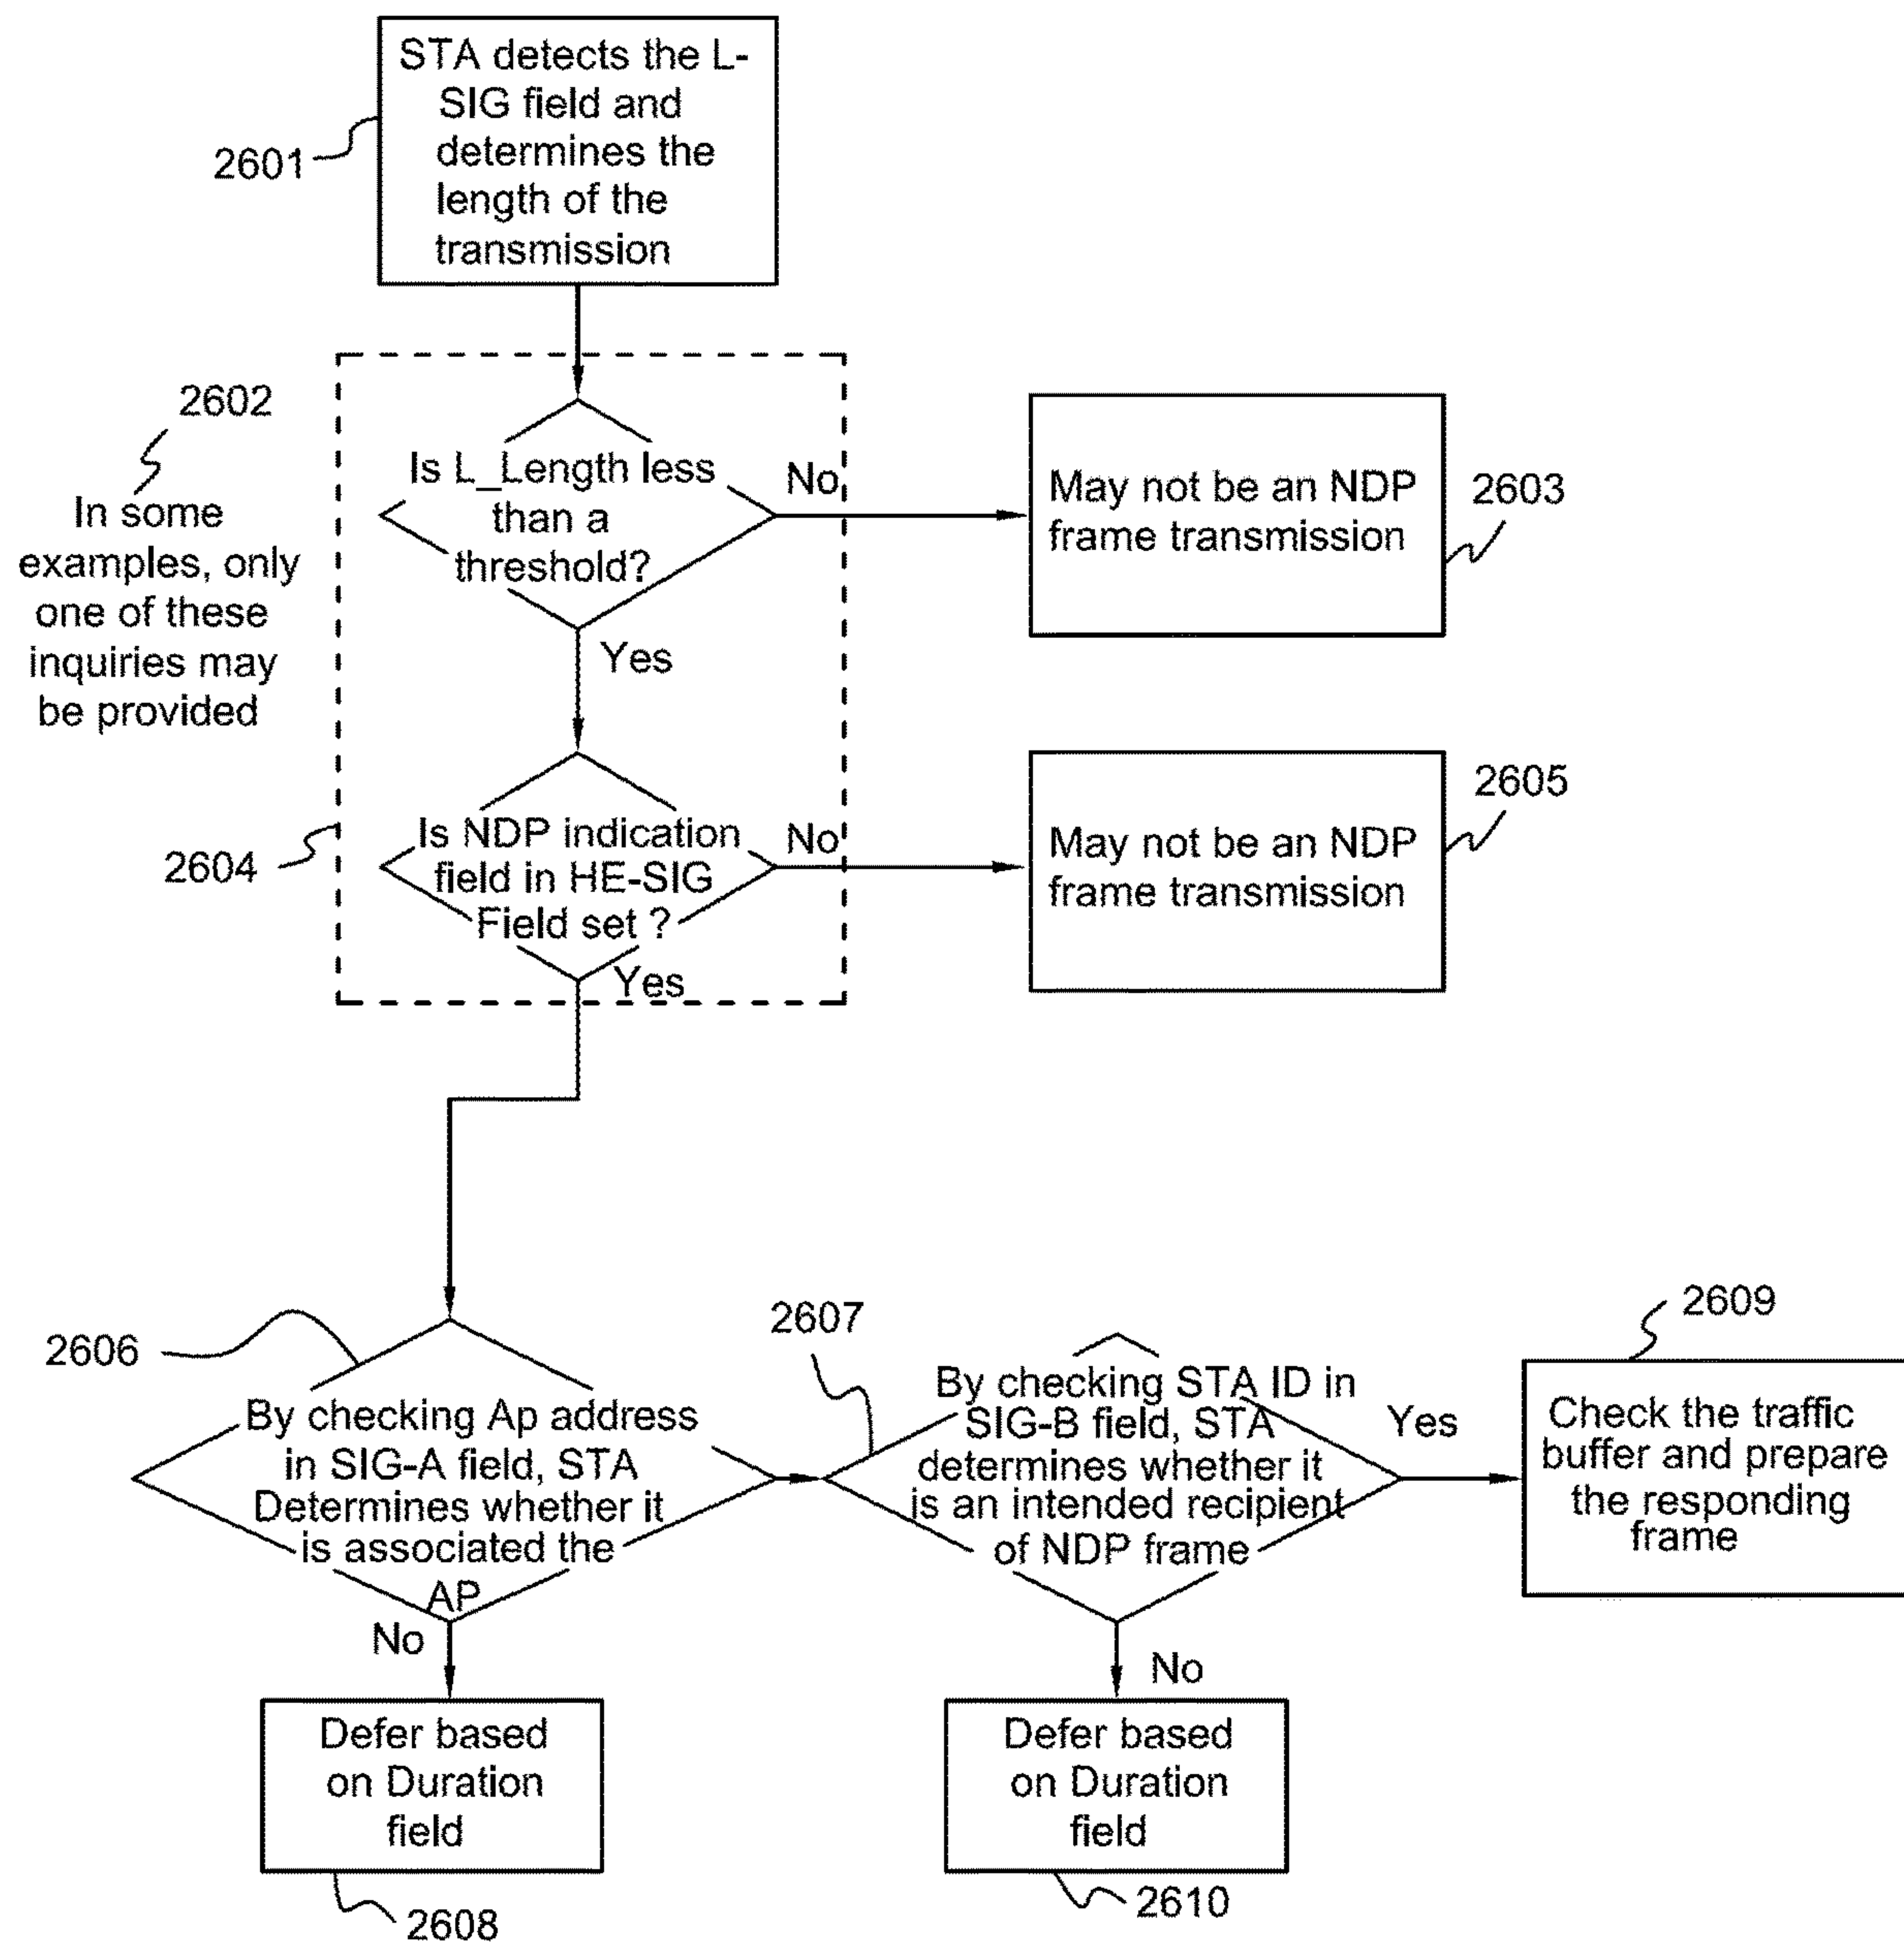 STA detects the L-
SIG field and
determines the
length of the
transmission
2601
2602
In some
examples, only
one of these
inquiries may
be provided
Is L_Length less
than a
threshold?
No
May not be an NDP
frame transmission
2603
Yes
2604
Is NDP indication
field in HE-SIG
Field set ?
No
May not be an NDP
frame transmission
2605
Yes
2606
By checking Ap address
in SIG-A field, STA
Determines whether it
is associated the
AP
No
Defer based
on Duration
field
2608
2607
By checking STA ID in
SIG-B field, STA
determines whether it
is an intended recipient
of NDP frame
Yes
No
Defer based
on Duration
field
2610
2609
Check the traffic
buffer and prepare
the responding
frame